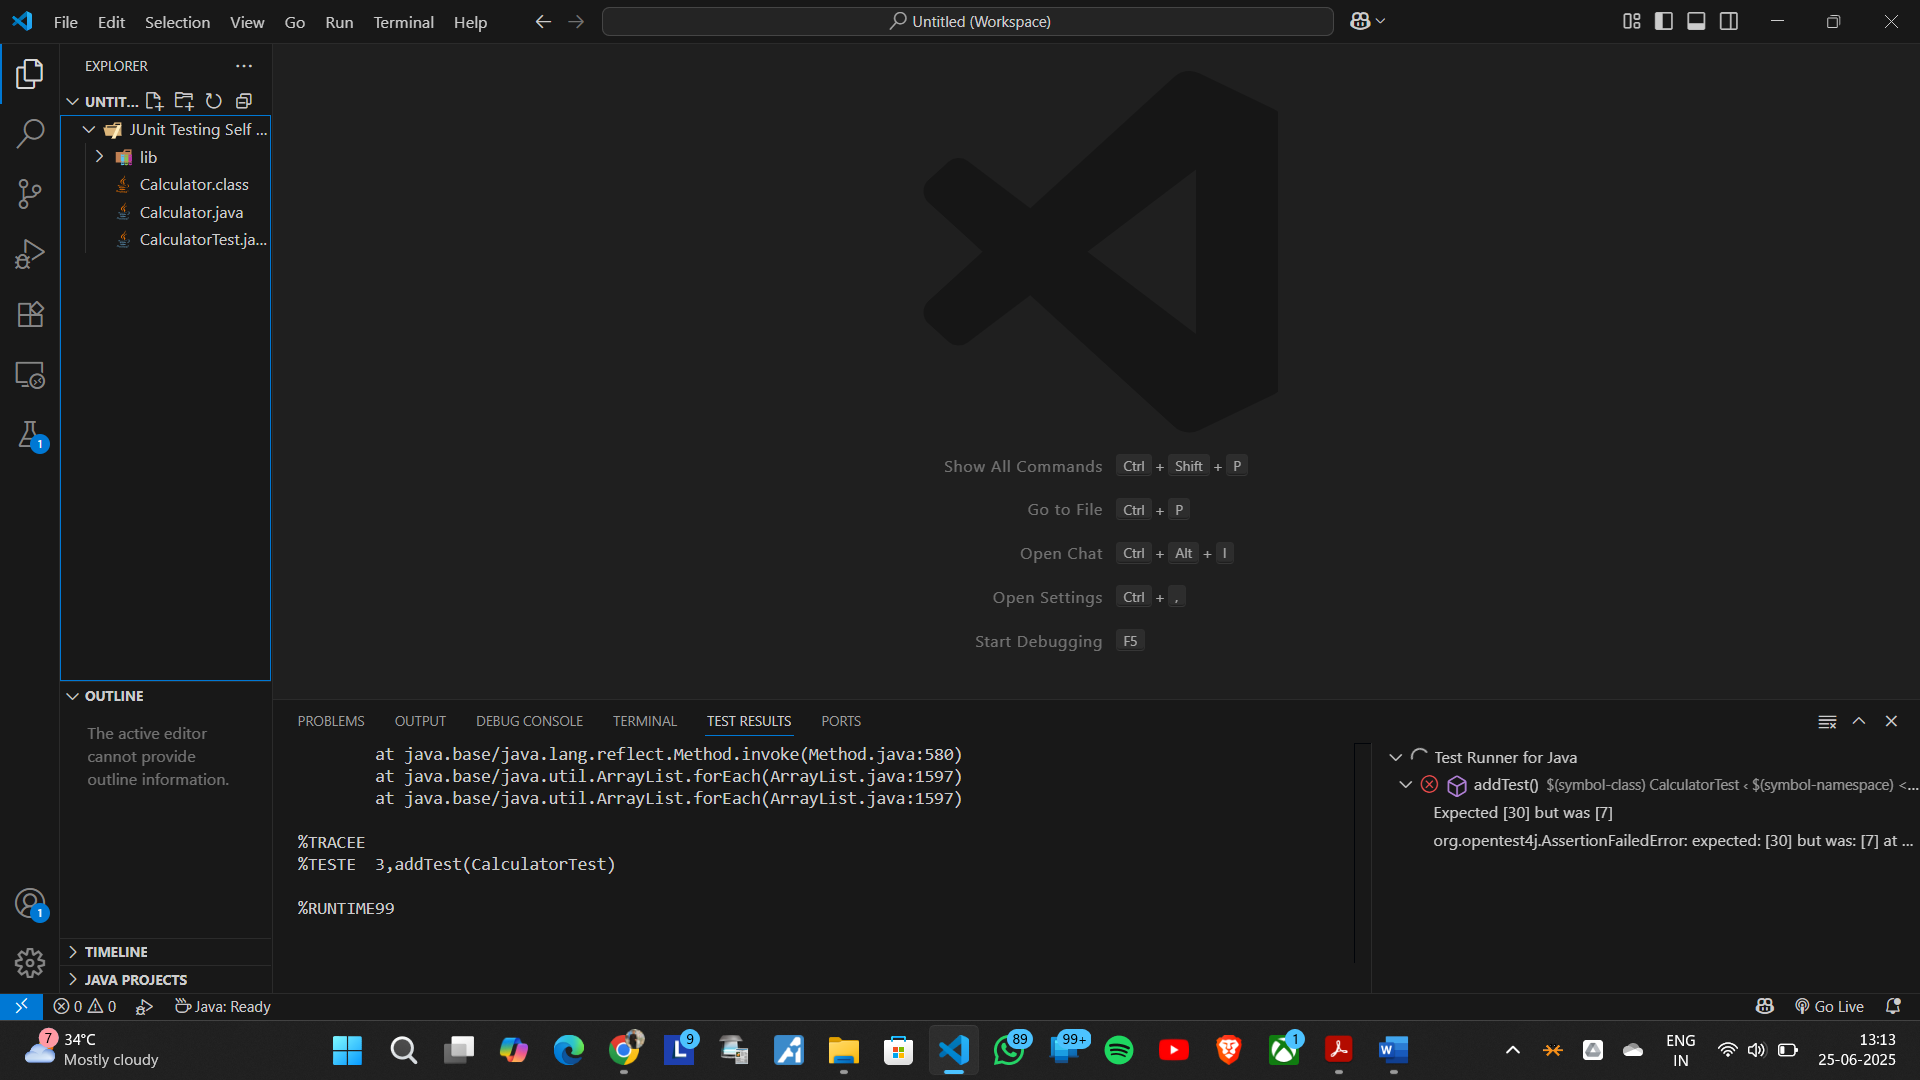 File Edit Selection View Go Run Terminal Help
Untitled (Workspace)
EXPLORER
UNTIT...
JUnit Testing Self ...
lib
Calculator.class
Calculator.java
CalculatorTest.ja...
1
Show All Commands Ctrl + Shift + P
Go to File Ctrl + P
Open Chat Ctrl + Alt + I
Open Settings Ctrl + ,
Start Debugging F5
OUTLINE
The active editor
cannot provide
outline information.
1
TIMELINE
JAVA PROJECTS
PROBLEMS OUTPUT DEBUG CONSOLE TERMINAL TEST RESULTS PORTS
at java.base/java.lang.reflect.Method.invoke(Method.java:580)
at java.base/java.util.ArrayList.forEach(ArrayList.java:1597)
at java.base/java.util.ArrayList.forEach(ArrayList.java:1597)
%TRACEE
%TESTE 3,addTest(CalculatorTest)
%RUNTIME99
Test Runner for Java
addTest() $(symbol-class) CalculatorTest ‹ $(symbol-namespace) <...
Expected [30] but was [7]
org.opentest4j.AssertionFailedError: expected: [30] but was: [7] at ...
0 0 Java: Ready
Go Live
7 34°C
Mostly cloudy
9
89
99+
1
ENG
IN
13:13
25-06-2025